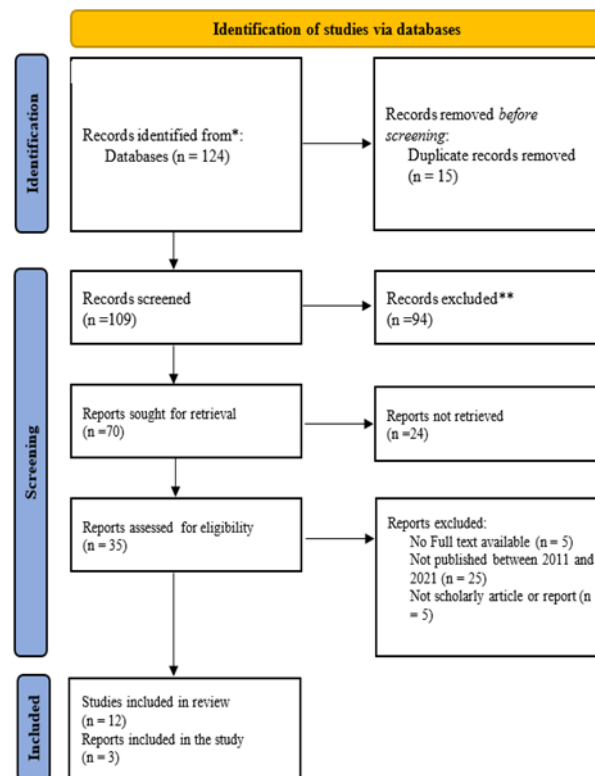 Identification of studies via databases
Identification
Records identified from*:
Databases (n = 124)
Records removed before
screening:
Duplicate records removed
(n = 15)
Screening
Records screened
(n =109)
Records excluded**
(n =94)
Reports sought for retrieval
(n =70)
Reports not retrieved
(n =24)
Reports assessed for eligibility
(n = 35)
Reports excluded:
No Full text available (n = 5)
Not published between 2011 and
2021 (n = 25)
Not scholarly article or report (n
= 5)
Included
Studies included in review
(n = 12)
Reports included in the study
(n = 3)